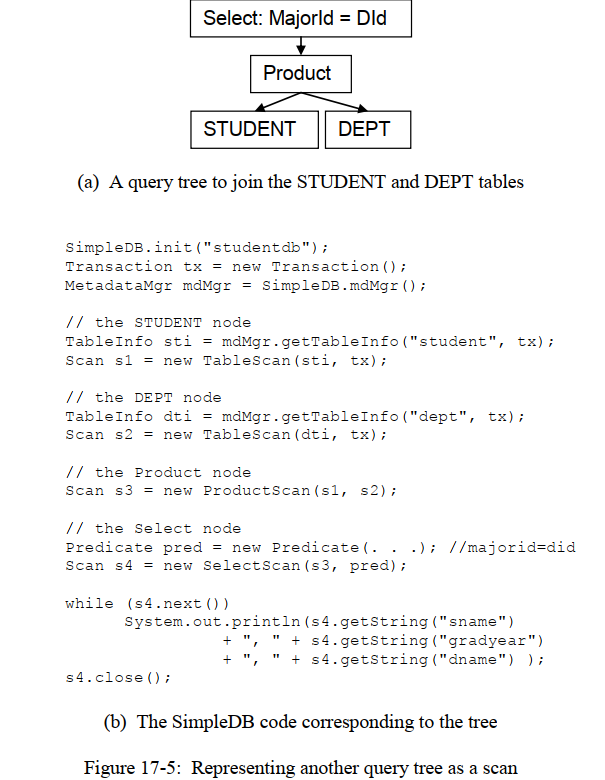 Select: MajorId = DId
Product
STUDENT
DEPT
(a) A query tree to join the STUDENT and DEPT tables
SimpleDB.init("studentdb");
Transaction tx = new Transaction();
MetadataMgr mdMgr = SimpleDB.mdMgr();
// the STUDENT node
TableInfo sti = mdMgr.getTableInfo("student", tx);
Scan s1 = new TableScan(sti, tx);
// the DEPT node
TableInfo dti = mdMgr.getTableInfo("dept", tx);
Scan s2 = new TableScan(dti, tx);
// the Product node
Scan s3 = new ProductScan(s1, s2);
// the Select node
Predicate pred = new Predicate(. . .); //majorid=did
Scan s4 = new SelectScan(s3, pred);
while (s4.next())
System.out.println(s4.getString("sname")
+ ", " + s4.getString("gradyear")
+ ", " + s4.getString("dname") );
s4.close();
(b) The SimpleDB code corresponding to the tree
Figure 17-5: Representing another query tree as a scan